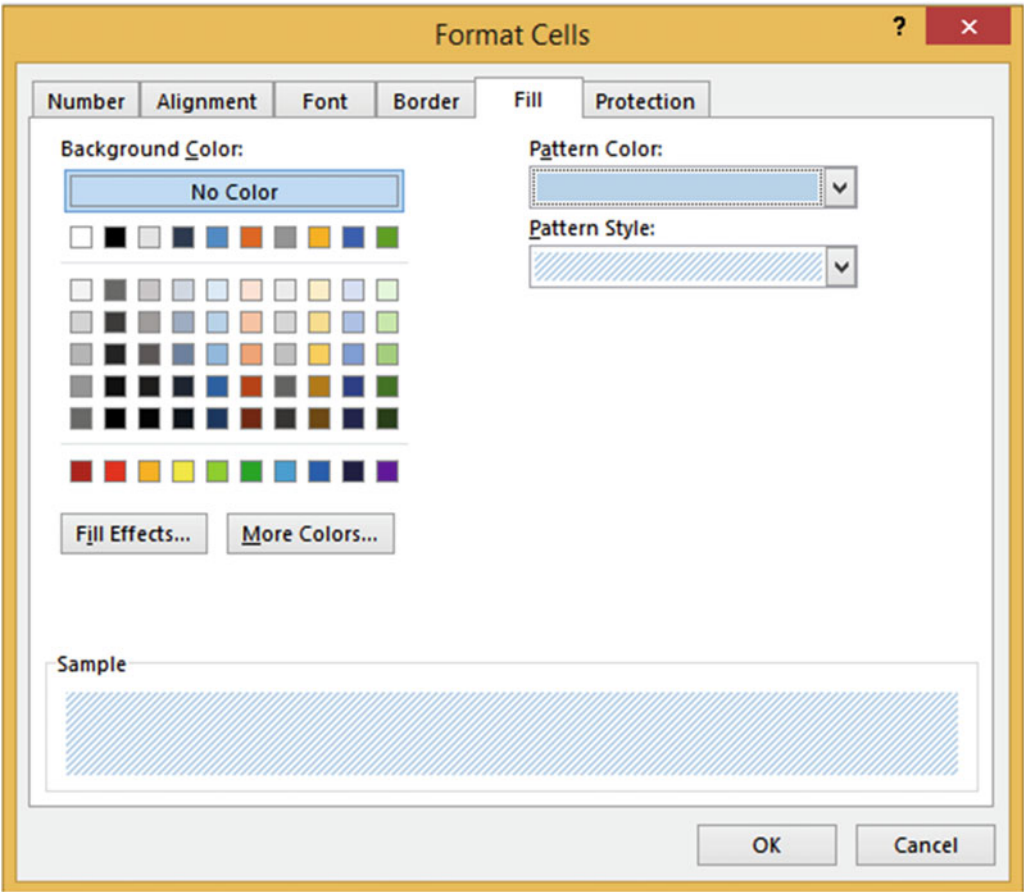 Format Cells
?
Number Alignment Font Border Fill Protection
Background Color:
No Color
Pattern Color:
Pattern Style:
Fill Effects... More Colors...
Sample
OK Cancel